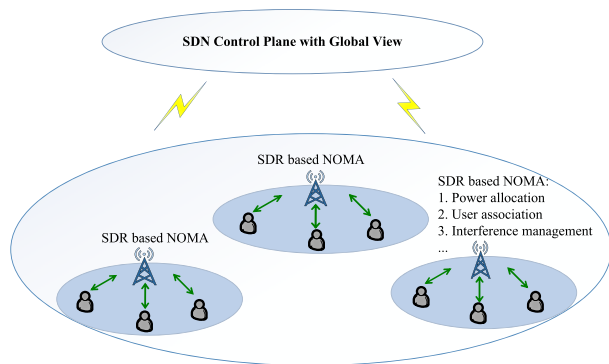 SDN Control Plane with Global View
SDR based NOMA
SDR based NOMA:
1. Power allocation
2. User association
3. Interference management
...
SDR based NOMA